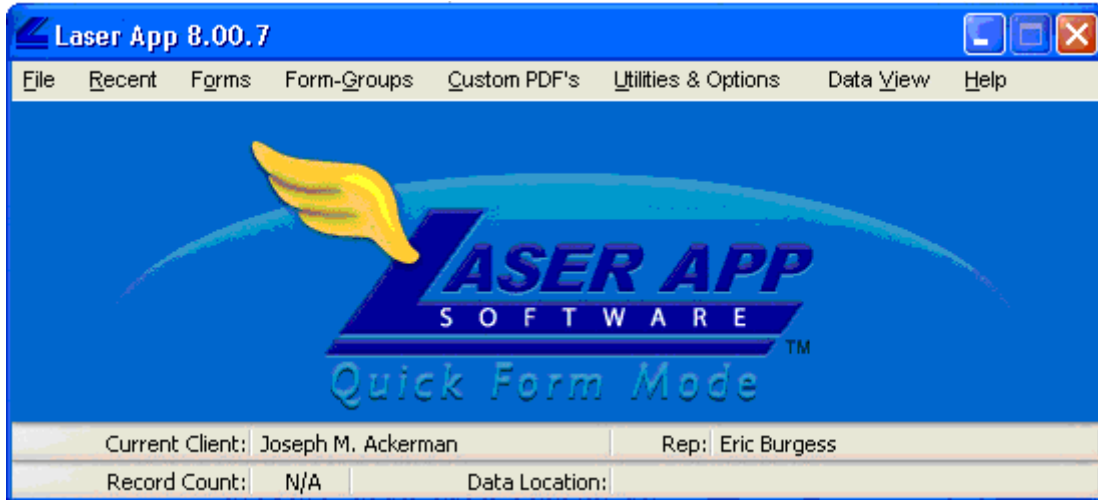 Laser App 8.00.7
File Recent Forms Form-Groups Custom PDF's Utilities & Options Data View Help
LASER APP
SOFTWARE
TM
Quick Form Mode
Current Client: Joseph M. Ackerman Rep: Eric Burgess
Record Count: N/A Data Location: